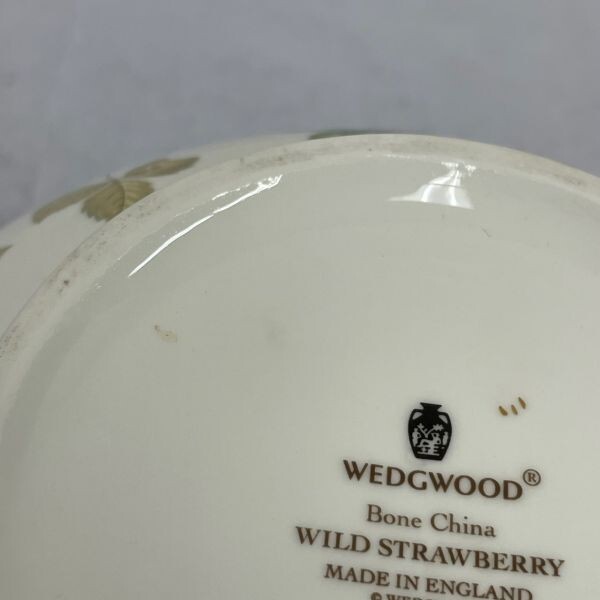 WEDGWOOD®
Bone China
WILD STRAWBERRY
MADE IN ENGLAND
©